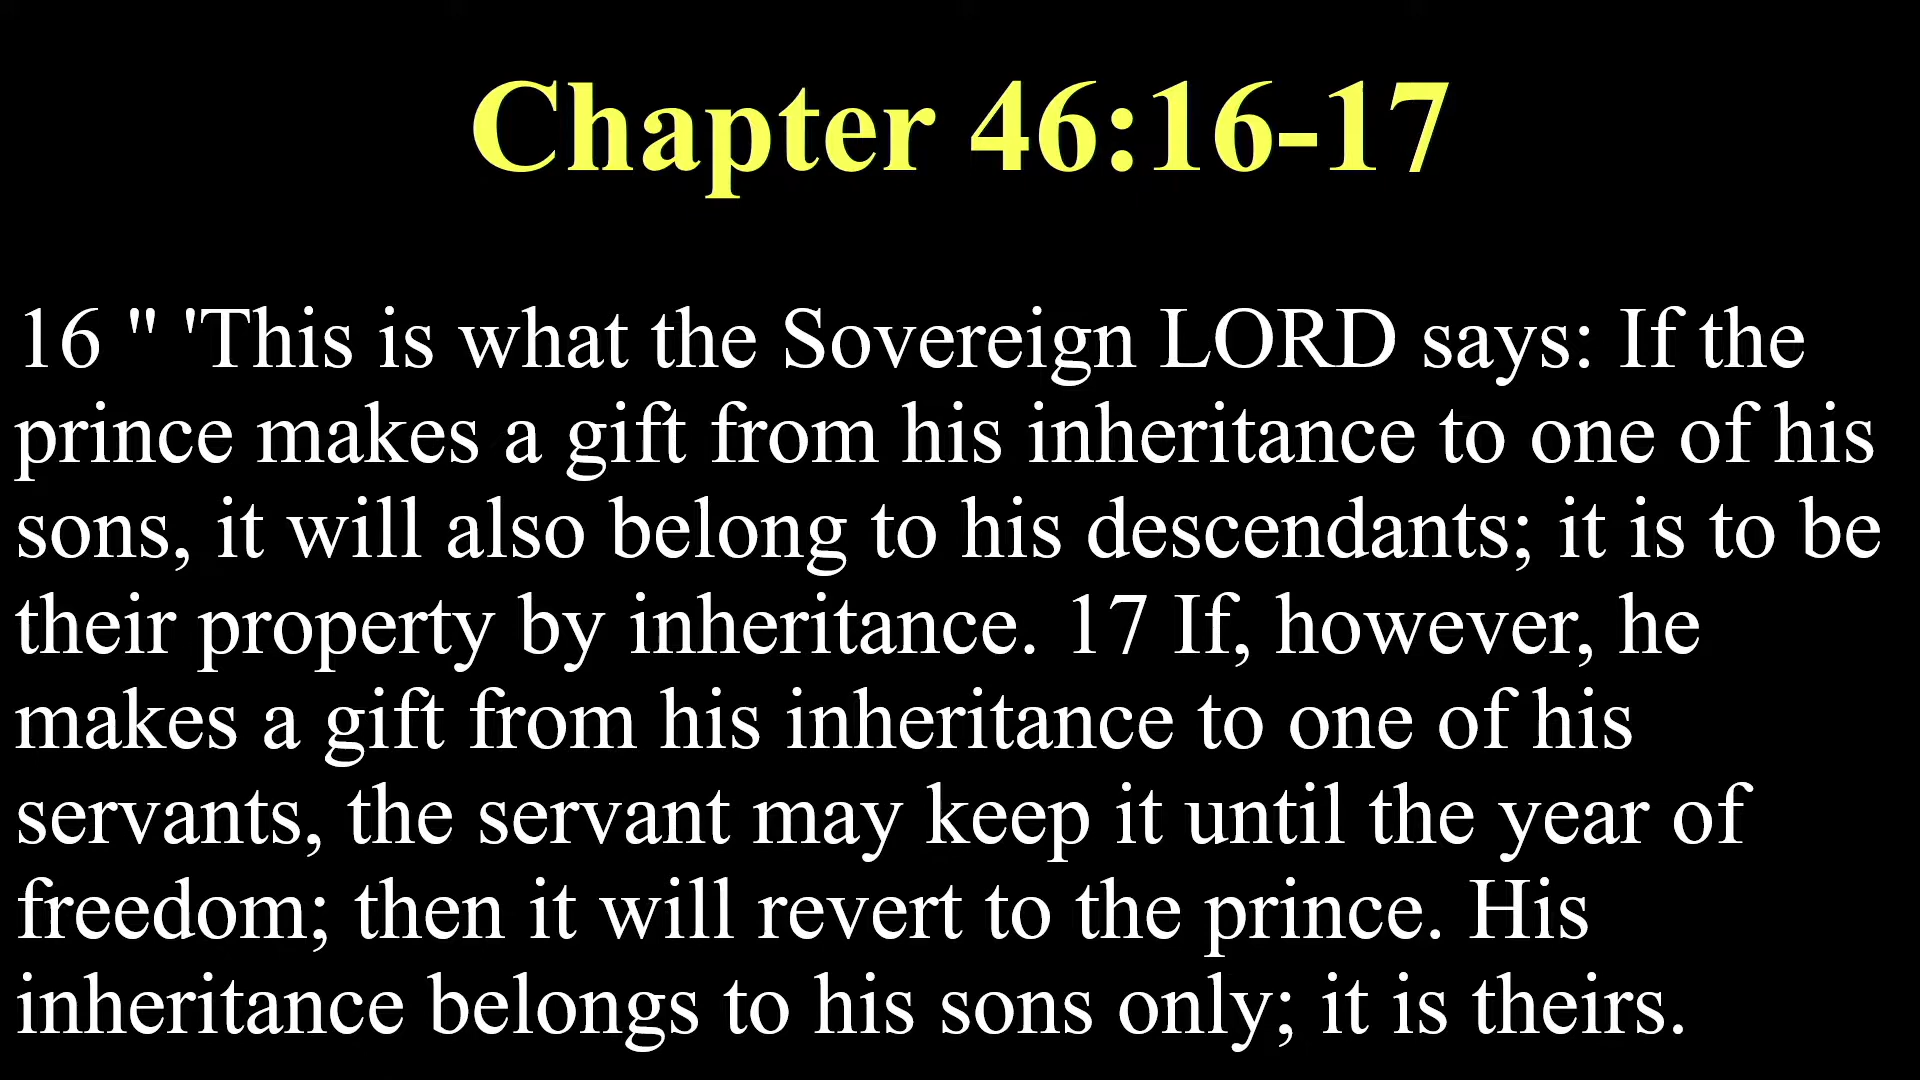 Chapter 46:16-17
16 " 'This is what the Sovereign LORD says: If the
prince makes a gift from his inheritance to one of his
sons, it will also belong to his descendants; it is to be
their property by inheritance. 17 If, however, he
makes a gift from his inheritance to one of his
servants, the servant may keep it until the year of
freedom; then it will revert to the prince. His
inheritance belongs to his sons only; it is theirs.